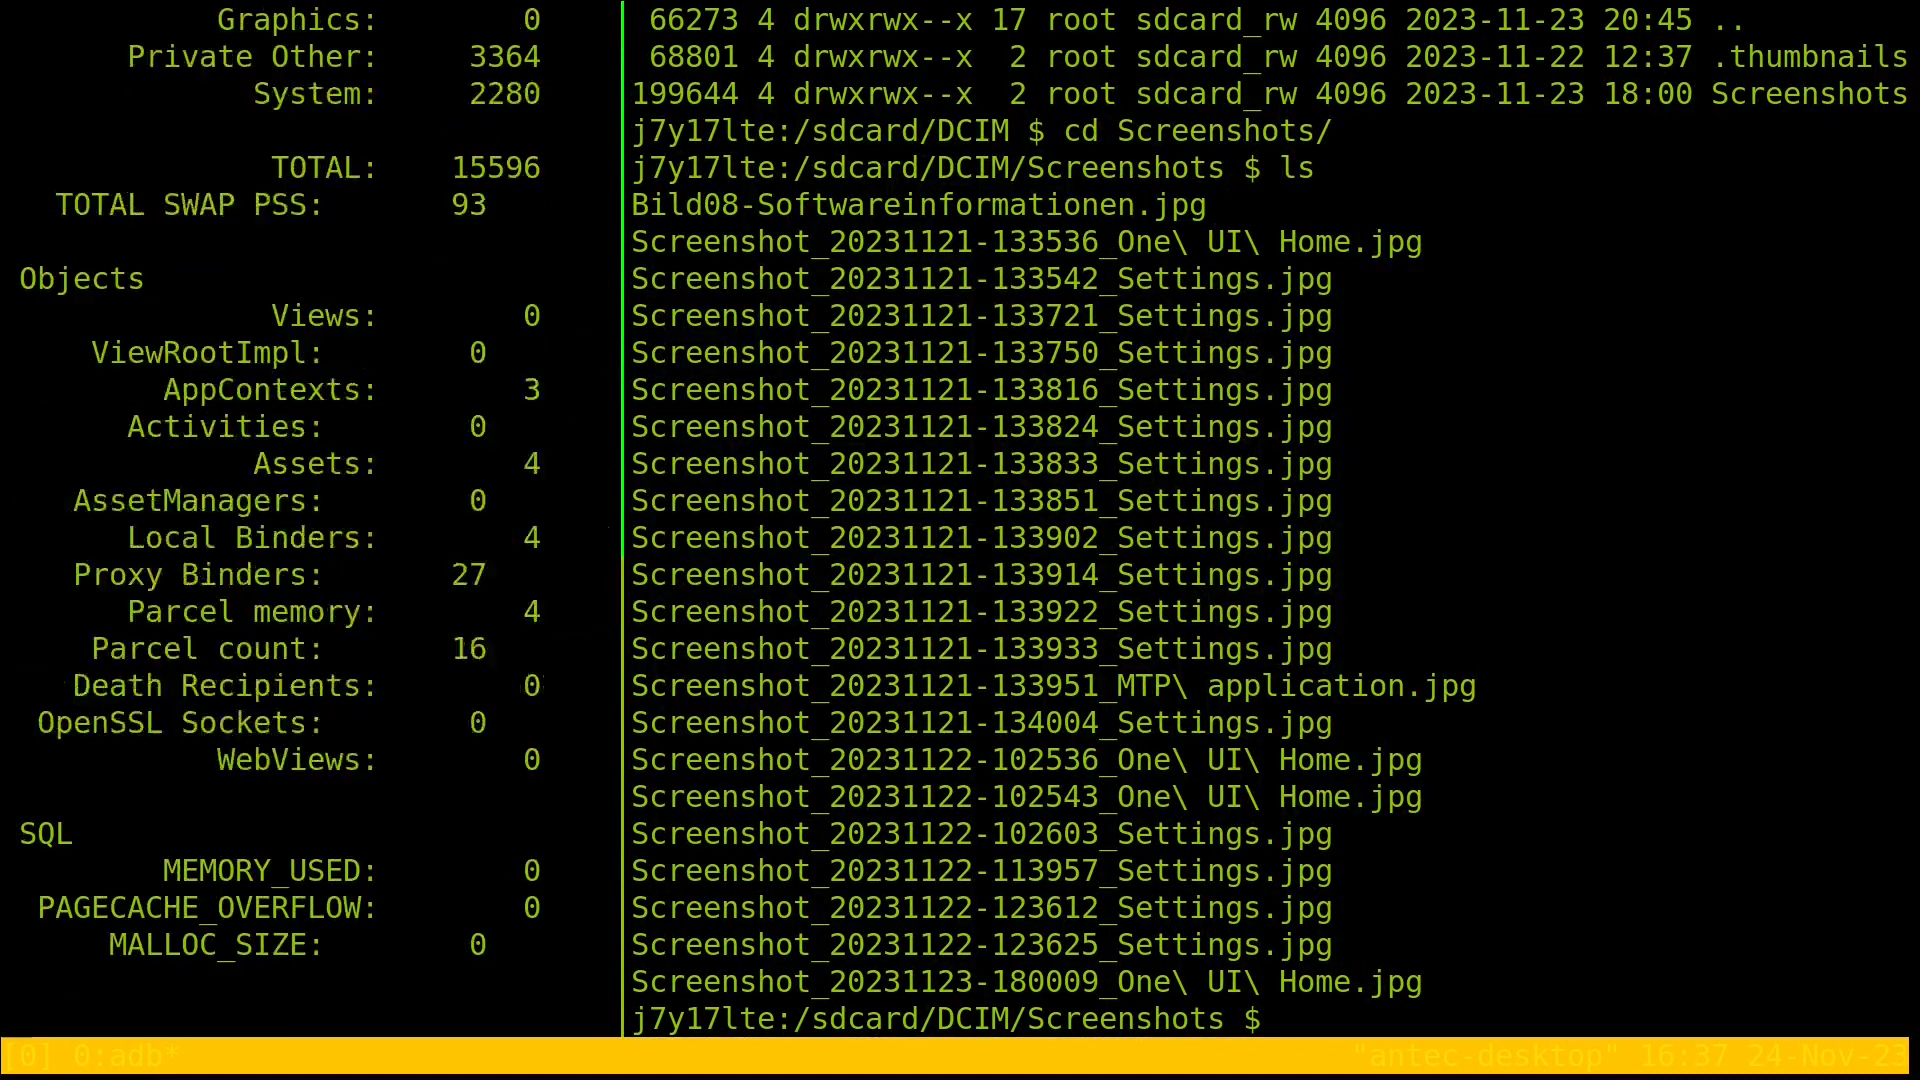 Graphics: 0
Private Other: 3364
System: 2280
TOTAL: 15596
TOTAL SWAP PSS: 93
Objects
Views: 0
ViewRootImpl: 0
AppContexts: 3
Activities: 0
Assets: 4
AssetManagers: 0
Local Binders: 4
Proxy Binders: 27
Parcel memory: 4
Parcel count: 16
Death Recipients: 0
OpenSSL Sockets: 0
WebViews: 0
SQL
MEMORY_USED: 0
PAGECACHE_OVERFLOW: 0
MALLOC_SIZE: 0
66273 4 drwxrwx--x 17 root sdcard_rw 4096 2023-11-23 20:45 ..
68801 4 drwxrwx--x 2 root sdcard_rw 4096 2023-11-22 12:37 .thumbnails
199644 4 drwxrwx--x 2 root sdcard_rw 4096 2023-11-23 18:00 Screenshots
j7y17lte:/sdcard/DCIM $ cd Screenshots/
j7y17lte:/sdcard/DCIM/Screenshots $ ls
Bild08-Softwareinformationen.jpg
Screenshot_20231121-133536_One\ UI\ Home.jpg
Screenshot_20231121-133542_Settings.jpg
Screenshot_20231121-133721_Settings.jpg
Screenshot_20231121-133750_Settings.jpg
Screenshot_20231121-133816_Settings.jpg
Screenshot_20231121-133824_Settings.jpg
Screenshot_20231121-133833_Settings.jpg
Screenshot_20231121-133851_Settings.jpg
Screenshot_20231121-133902_Settings.jpg
Screenshot_20231121-133914_Settings.jpg
Screenshot_20231121-133922_Settings.jpg
Screenshot_20231121-133933_Settings.jpg
Screenshot_20231121-133951_MTP\ application.jpg
Screenshot_20231121-134004_Settings.jpg
Screenshot_20231122-102536_One\ UI\ Home.jpg
Screenshot_20231122-102543_One\ UI\ Home.jpg
Screenshot_20231122-102603_Settings.jpg
Screenshot_20231122-113957_Settings.jpg
Screenshot_20231122-123612_Settings.jpg
Screenshot_20231122-123625_Settings.jpg
Screenshot_20231123-180009_One\ UI\ Home.jpg
j7y17lte:/sdcard/DCIM/Screenshots $
[0] 0:adb* "antec-desktop" 16:37 24-Nov-23